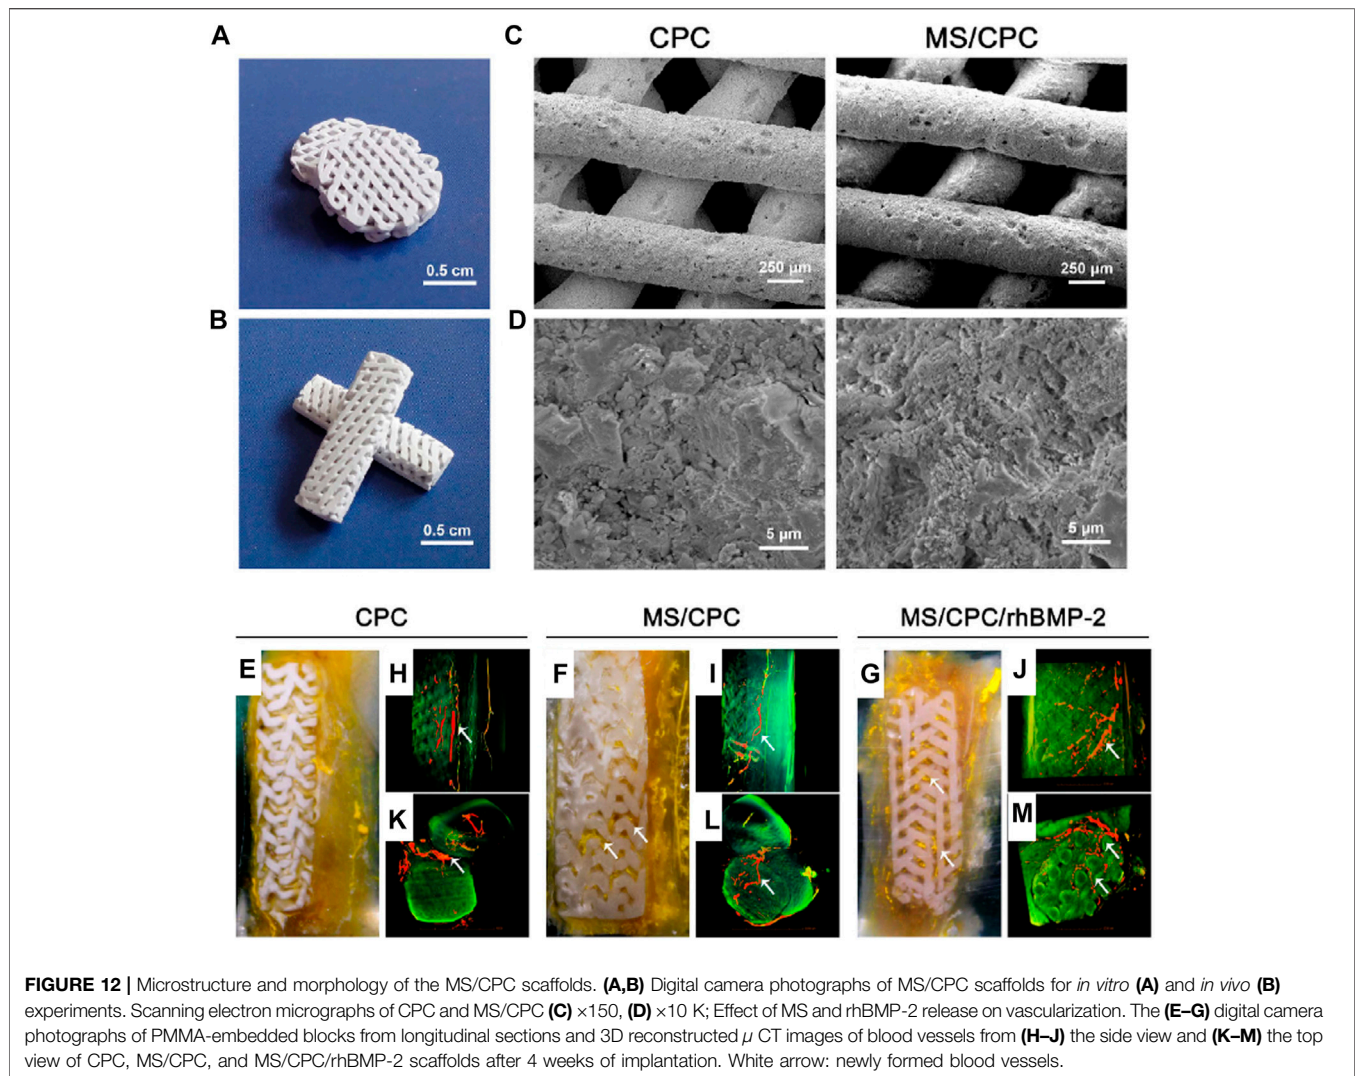 A
C
CPC
MS/CPC
0.5 cm
250 µm
250 µm
B
D
0.5 cm
5 µm
5 µm
CPC
MS/CPC
MS/CPC/rhBMP-2
E
H
F
I
G
J
K
L
M
FIGURE 12 | Microstructure and morphology of the MS/CPC scaffolds. (A,B) Digital camera photographs of MS/CPC scaffolds for in vitro (A) and in vivo (B)
experiments. Scanning electron micrographs of CPC and MS/CPC (C) ×150, (D) ×10 K; Effect of MS and rhBMP-2 release on vascularization. The (E–G) digital camera
photographs of PMMA-embedded blocks from longitudinal sections and 3D reconstructed µ CT images of blood vessels from (H–J) the side view and (K–M) the top
view of CPC, MS/CPC, and MS/CPC/rhBMP-2 scaffolds after 4 weeks of implantation. White arrow: newly formed blood vessels.